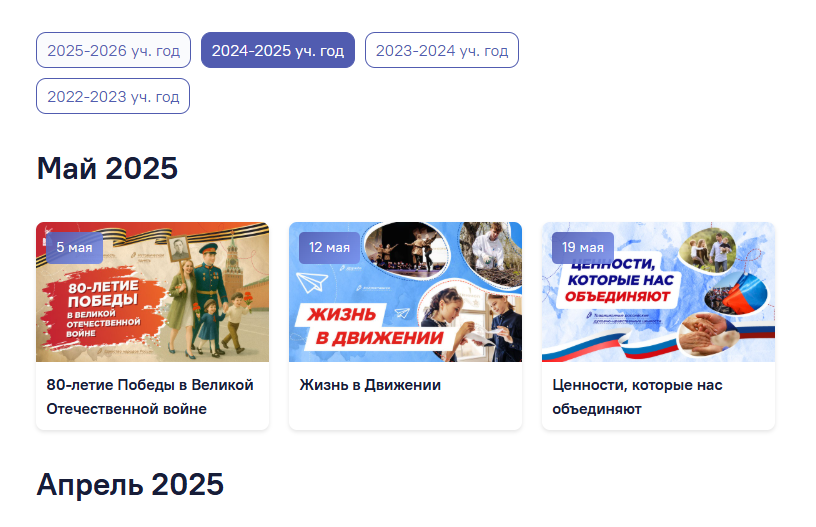 2025-2026 уч. год
2024-2025 уч. год
2023-2024 уч. год
2022-2023 уч. год
Май 2025
5 мая
80-ЛЕТИЕ
ПОБЕДЫ
В ВЕЛИКОЙ
ОТЕЧЕСТВЕННОЙ
ВОЙНЕ
80-летие Победы в Великой
Отечественной войне
12 мая
ЖИЗНЬ
В ДВИЖЕНИИ
Жизнь в Движении
19 мая
ЦЕННОСТИ,
КОТОРЫЕ НАС
ОБЪЕДИНЯЮТ
Ценности, которые нас
объединяют
Апрель 2025